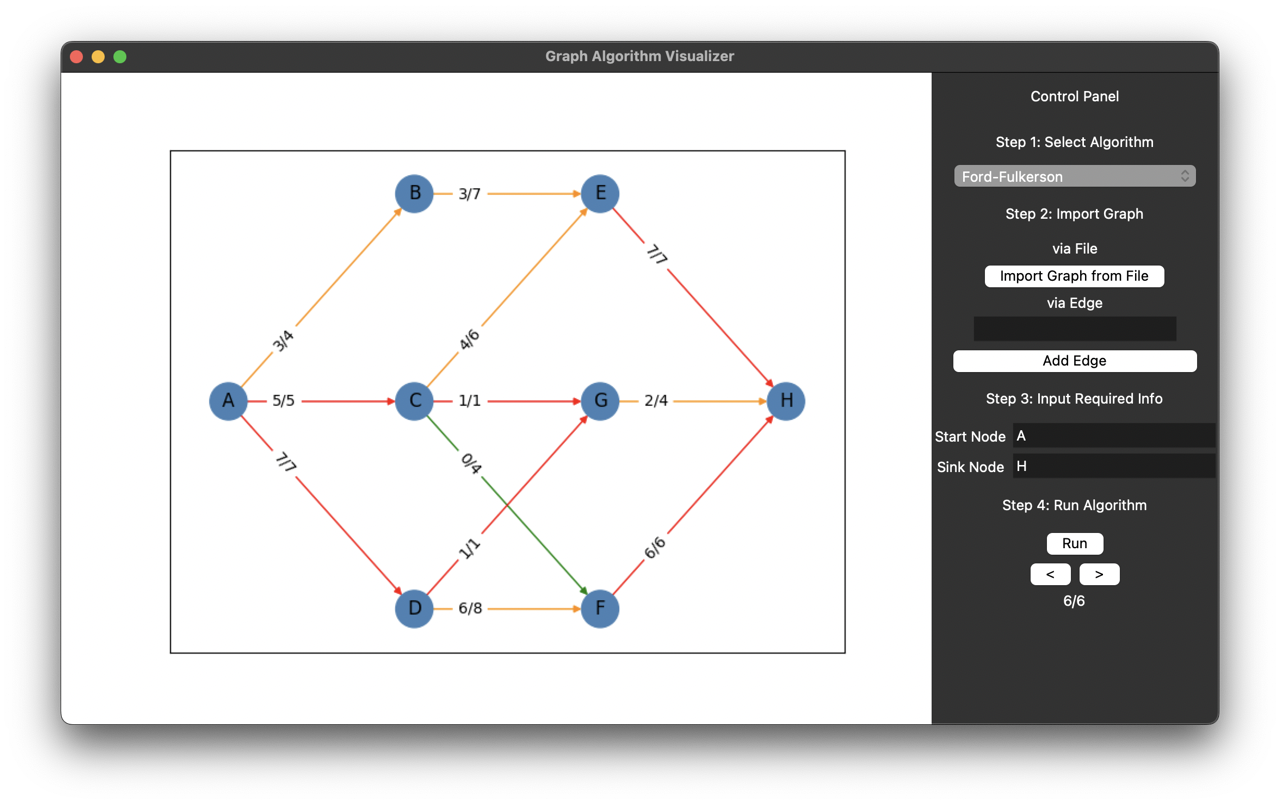 Graph Algorithm Visualizer
B
3/7
E
7/7
3/4
4/6
A
5/5
C
1/1
G
2/4
H
7/7
0/4
1/1
6/6
D
6/8
F
Control Panel
Step 1: Select Algorithm
Ford-Fulkerson
Step 2: Import Graph
via File
Import Graph from File
via Edge
Add Edge
Step 3: Input Required Info
Start Node A
Sink Node H
Step 4: Run Algorithm
Run
< >
6/6